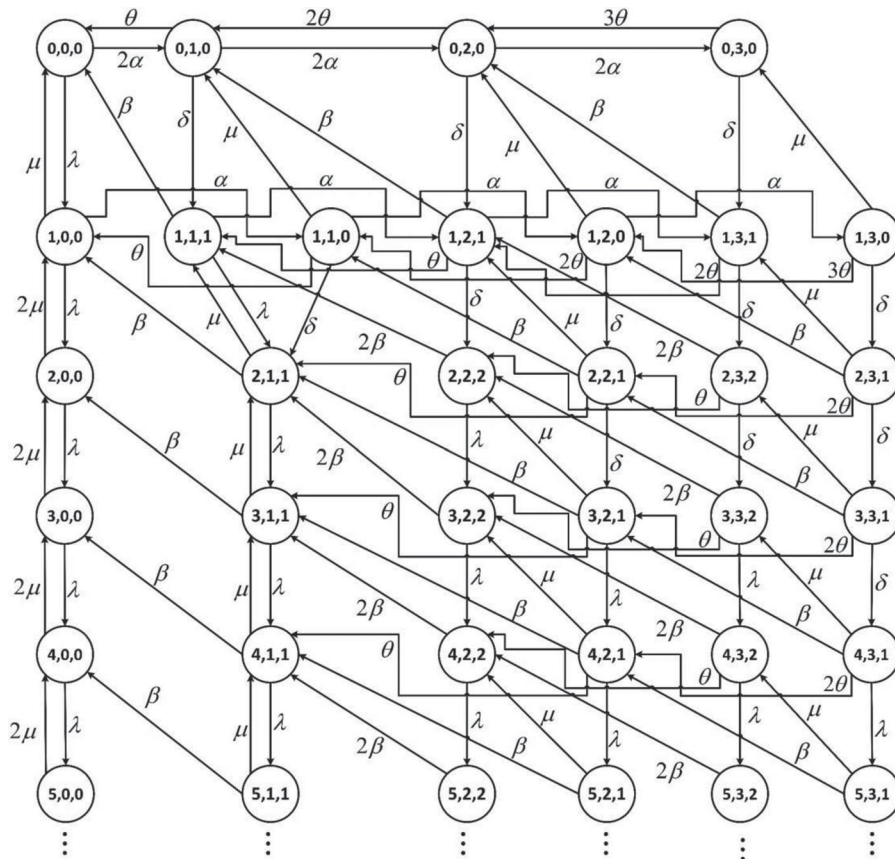 θ 2θ 3θ
0,0,0 0,1,0 0,2,0 0,3,0
2α 2α 2α
β δ μ β δ μ β δ μ
μ λ
α α α α α
1,0,0 1,1,1 1,1,0 1,2,1 1,2,0 1,3,1 1,3,0
θ θ 2θ 2θ 3θ
2μ λ β μ λ δ 2β δ β μ δ 2β δ β μ δ
2,0,0 2,1,1 2,2,2 2,2,1 2,3,2 2,3,1
θ θ 2θ
2μ λ β μ λ 2β λ β μ δ 2β δ μ β δ
3,0,0 3,1,1 3,2,2 3,2,1 3,3,2 3,3,1
θ θ 2θ
2μ λ β μ λ 2β λ β μ λ 2β λ μ β δ
4,0,0 4,1,1 4,2,2 4,2,1 4,3,2 4,3,1
θ θ 2θ
2μ λ β μ λ 2β λ β μ λ 2β λ μ β λ
5,0,0 5,1,1 5,2,2 5,2,1 5,3,2 5,3,1
⋮ ⋮ ⋮ ⋮ ⋮ ⋮